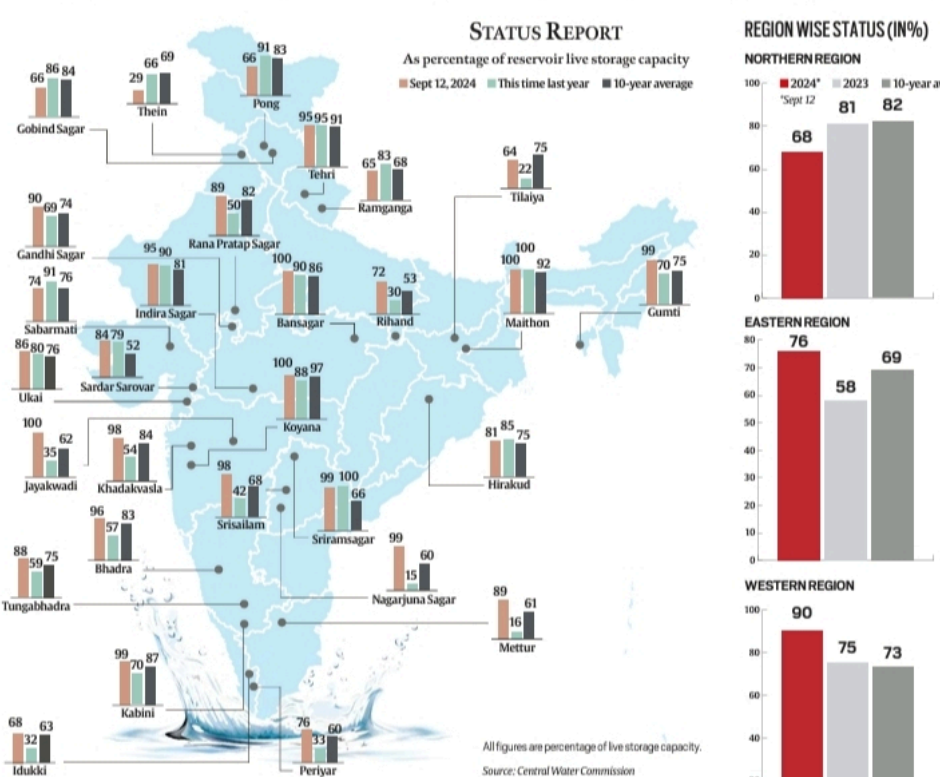 STATUS REPORT
As percentage of reservoir live storage capacity
Sept 12, 2024 This time last year 10-year average
66 86 84
Gobind Sagar
29 66 69
Thein
66 91 83
Pong
95 95 91
Tehri
65 83 68
Ramganga
64 22 75
Tilaiya
90 69 74
Gandhi Sagar
89 50 82
Rana Pratap Sagar
74 91 76
Sabarmati
95 90 81
Indira Sagar
100 90 86
Bansagar
72 30 53
Rihand
100 100 92
Maithon
99 70 75
Gumti
86 80 76
Ukai
84 79 52
Sardar Sarovar
100 88 97
Koyana
100 35 62
Jayakwadi
98 54 84
Khadakvasla
98 42 68
Srisailam
99 100 66
Sriramsagar
81 85 75
Hirakud
96 57 83
Bhadra
88 59 75
Tungabhadra
99 15 60
Nagarjuna Sagar
89 16 61
Mettur
99 70 87
Kabini
68 32 63
Idukki
76 33 60
Periyar
All figures are percentage of live storage capacity.
Source: Central Water Commission
REGION WISE STATUS (IN%)
NORTHERN REGION
2024* 2023 10-year av
*Sept 12
100
80
60
40
20
0
68 81 82
EASTERN REGION
80
70
60
50
40
30
20
10
0
76 58 69
WESTERN REGION
100
80
60
40
90 75 73